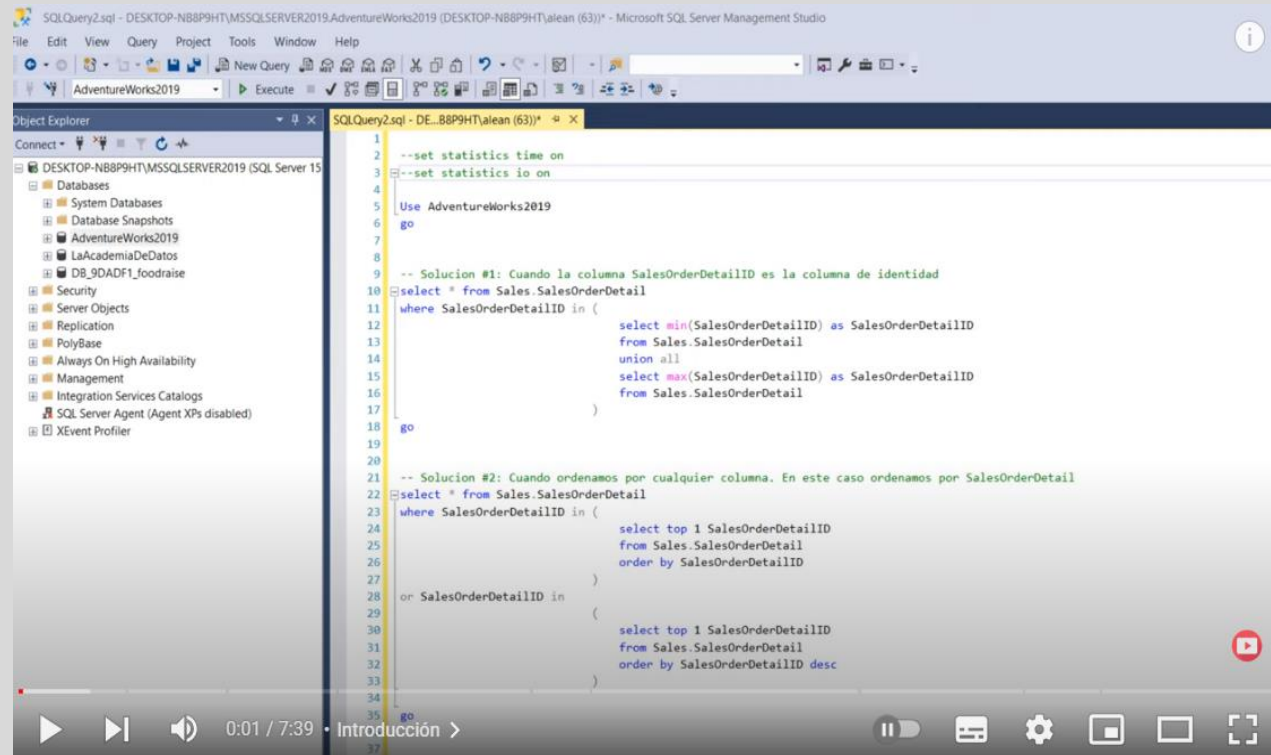 SQLQuery2.sql - DESKTOP-NB8P9HT\MSSQLSERVER2019.AdventureWorks2019 (DESKTOP-NB8P9HT\alean (63))* - Microsoft SQL Server Management Studio
File Edit View Query Project Tools Window Help
New Query
AdventureWorks2019 Execute
Object Explorer
Connect
DESKTOP-NB8P9HT\MSSQLSERVER2019 (SQL Server 15
Databases
System Databases
Database Snapshots
AdventureWorks2019
LaAcademiaDeDatos
DB_9DADF1_foodraise
Security
Server Objects
Replication
PolyBase
Always On High Availability
Management
Integration Services Catalogs
SQL Server Agent (Agent XPs disabled)
XEvent Profiler
SQLQuery2.sql - DE...B8P9HT\alean (63))*
1
2 --set statistics time on
3 --set statistics io on
4
5 Use AdventureWorks2019
6 go
7
8
9 -- Solucion #1: Cuando la columna SalesOrderDetailID es la columna de identidad
10 select * from Sales.SalesOrderDetail
11 where SalesOrderDetailID in (
12 select min(SalesOrderDetailID) as SalesOrderDetailID
13 from Sales.SalesOrderDetail
14 union all
15 select max(SalesOrderDetailID) as SalesOrderDetailID
16 from Sales.SalesOrderDetail
17 )
18 go
19
20
21 -- Solucion #2: Cuando ordenamos por cualquier columna. En este caso ordenamos por SalesOrderDetail
22 select * from Sales.SalesOrderDetail
23 where SalesOrderDetailID in (
24 select top 1 SalesOrderDetailID
25 from Sales.SalesOrderDetail
26 order by SalesOrderDetailID
27 )
28 or SalesOrderDetailID in
29 (
30 select top 1 SalesOrderDetailID
31 from Sales.SalesOrderDetail
32 order by SalesOrderDetailID desc
33 )
34
35 go
37
0:01 / 7:39 • Introducción >